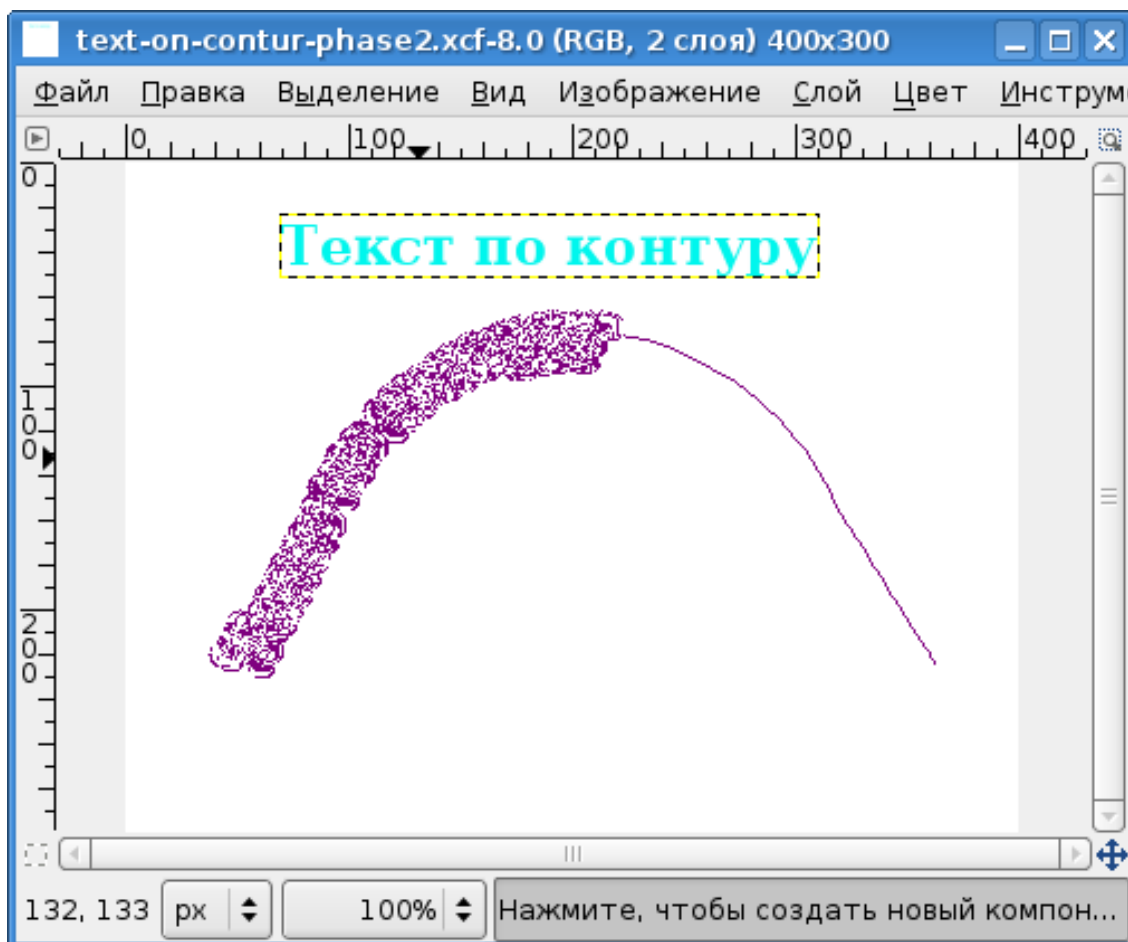 text-on-contur-phase2.xcf-8.0 (RGB, 2 слоя) 400x300
Файл Правка Выделение Вид Изображение Слой Цвет Инструм
0 100 200 300 400
0
Текст по контуру
100
200
132, 133 px 100% Нажмите, чтобы создать новый компон...